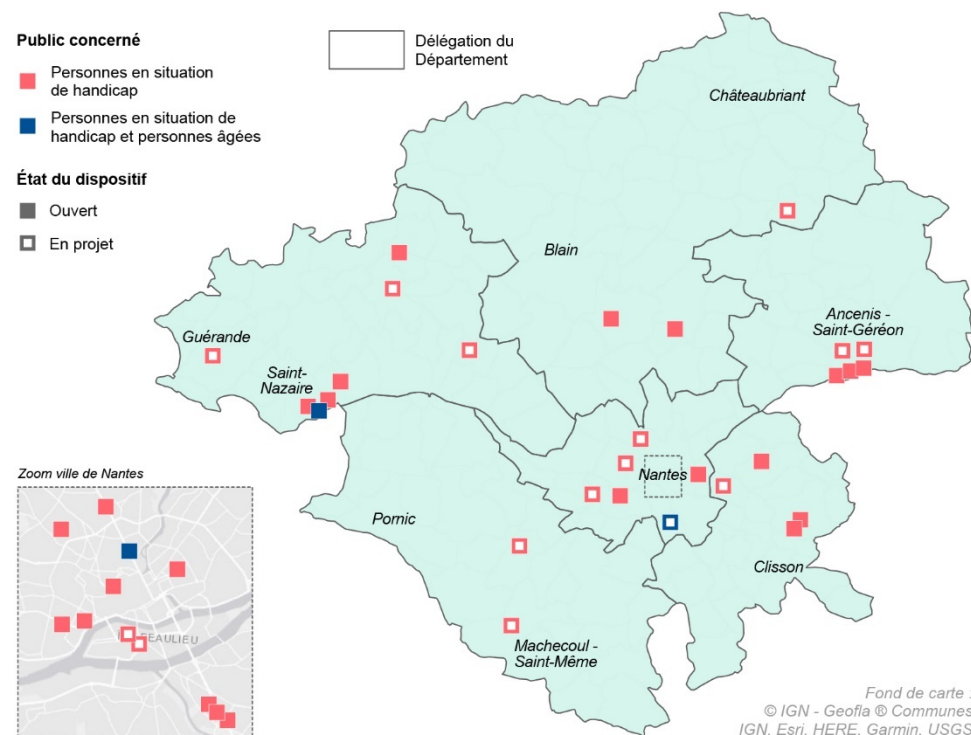 Public concerné
Personnes en situation
de handicap
Personnes en situation de
handicap et personnes âgées
État du dispositif
Ouvert
En projet
Délégation du
Département
Châteaubriant
Blain
Ancenis -
Saint-Géréon
Guérande
Saint-
Nazaire
Nantes
Pornic
Clisson
Machecoul -
Saint-Même
Zoom ville de Nantes
BEAULIEU
Fond de carte :
© IGN - Geofla ® Communes
IGN, Esri, HERE, Garmin, USGS